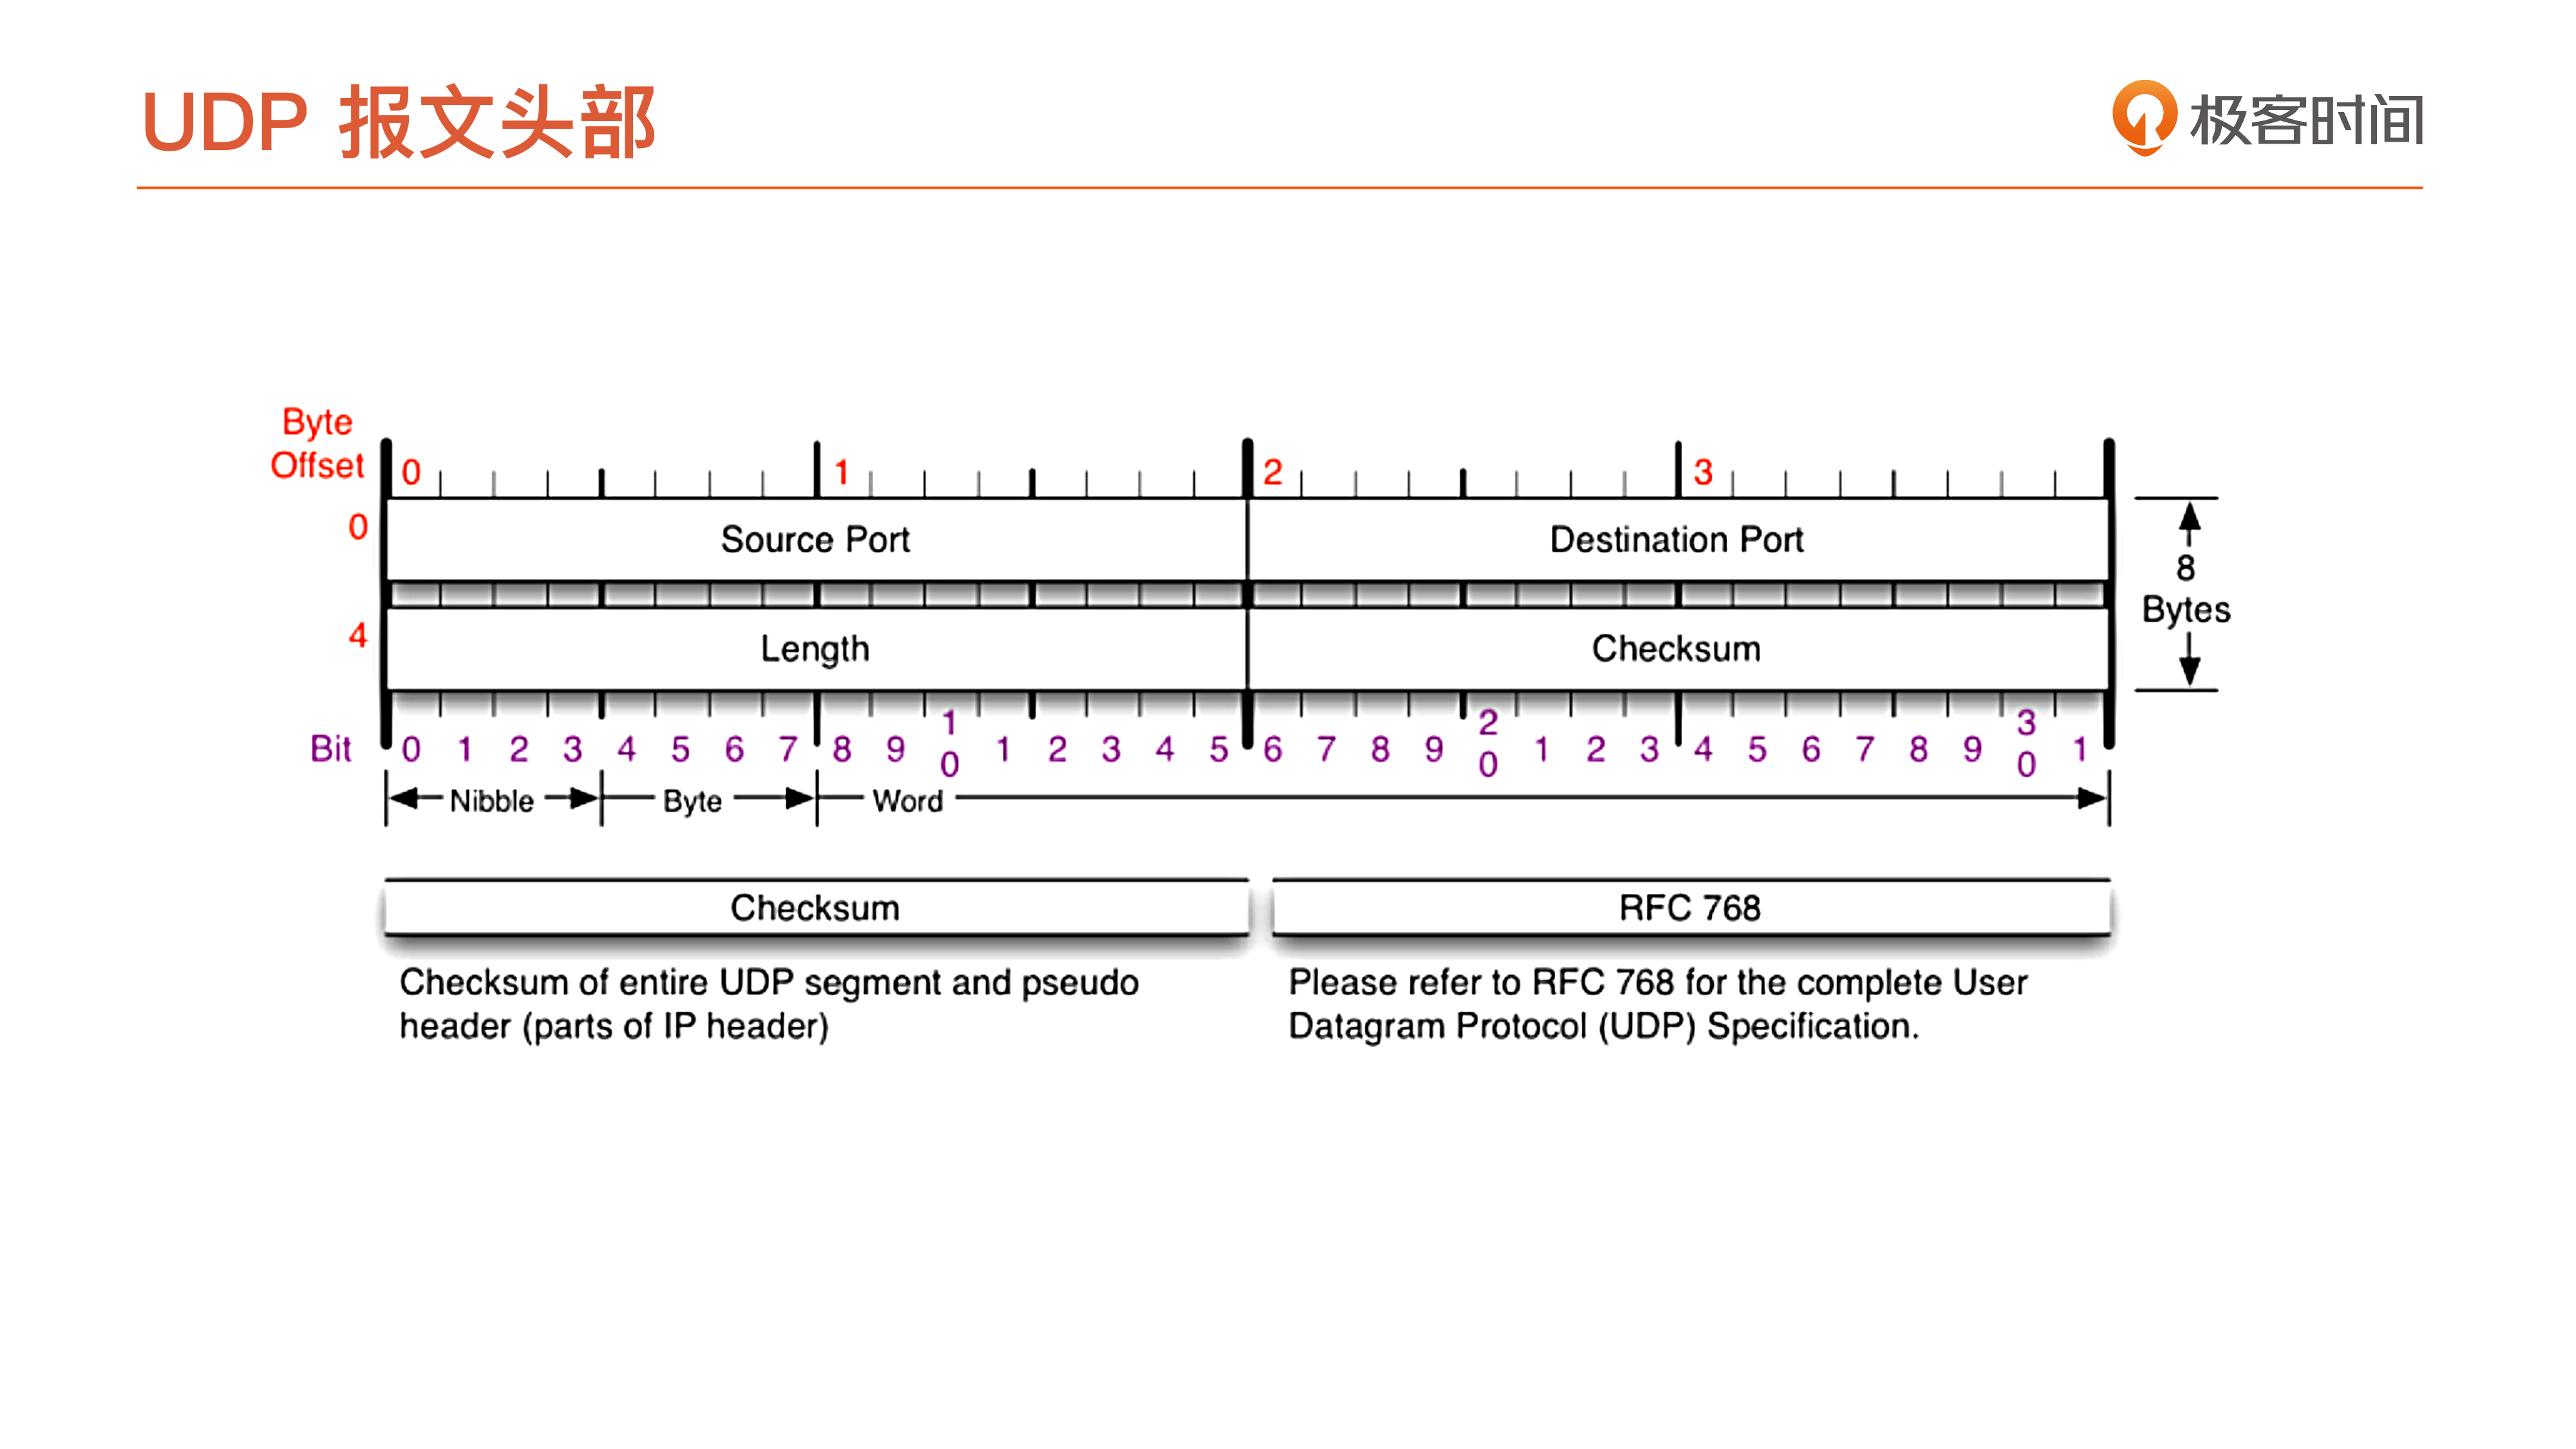 UDP 报文头部
极客时间
Byte
Offset
0 1 2 3
0
Source Port Destination Port
8
Bytes
4
Length Checksum
Bit 0 1 2 3 4 5 6 7 8 9 10 1 2 3 4 5 6 7 8 9 20 1 2 3 4 5 6 7 8 9 30 1
Nibble Byte Word
Checksum
Checksum of entire UDP segment and pseudo
header (parts of IP header)
RFC 768
Please refer to RFC 768 for the complete User
Datagram Protocol (UDP) Specification.